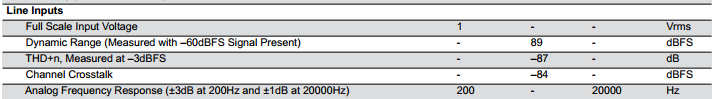 Line Inputs
Full Scale Input Voltage 1 - - Vrms
Dynamic Range (Measured with –60dBFS Signal Present) - 89 - dBFS
THD+n, Measured at –3dBFS - –87 - dB
Channel Crosstalk - –84 - dBFS
Analog Frequency Response (±3dB at 200Hz and ±1dB at 20000Hz) 200 - 20000 Hz